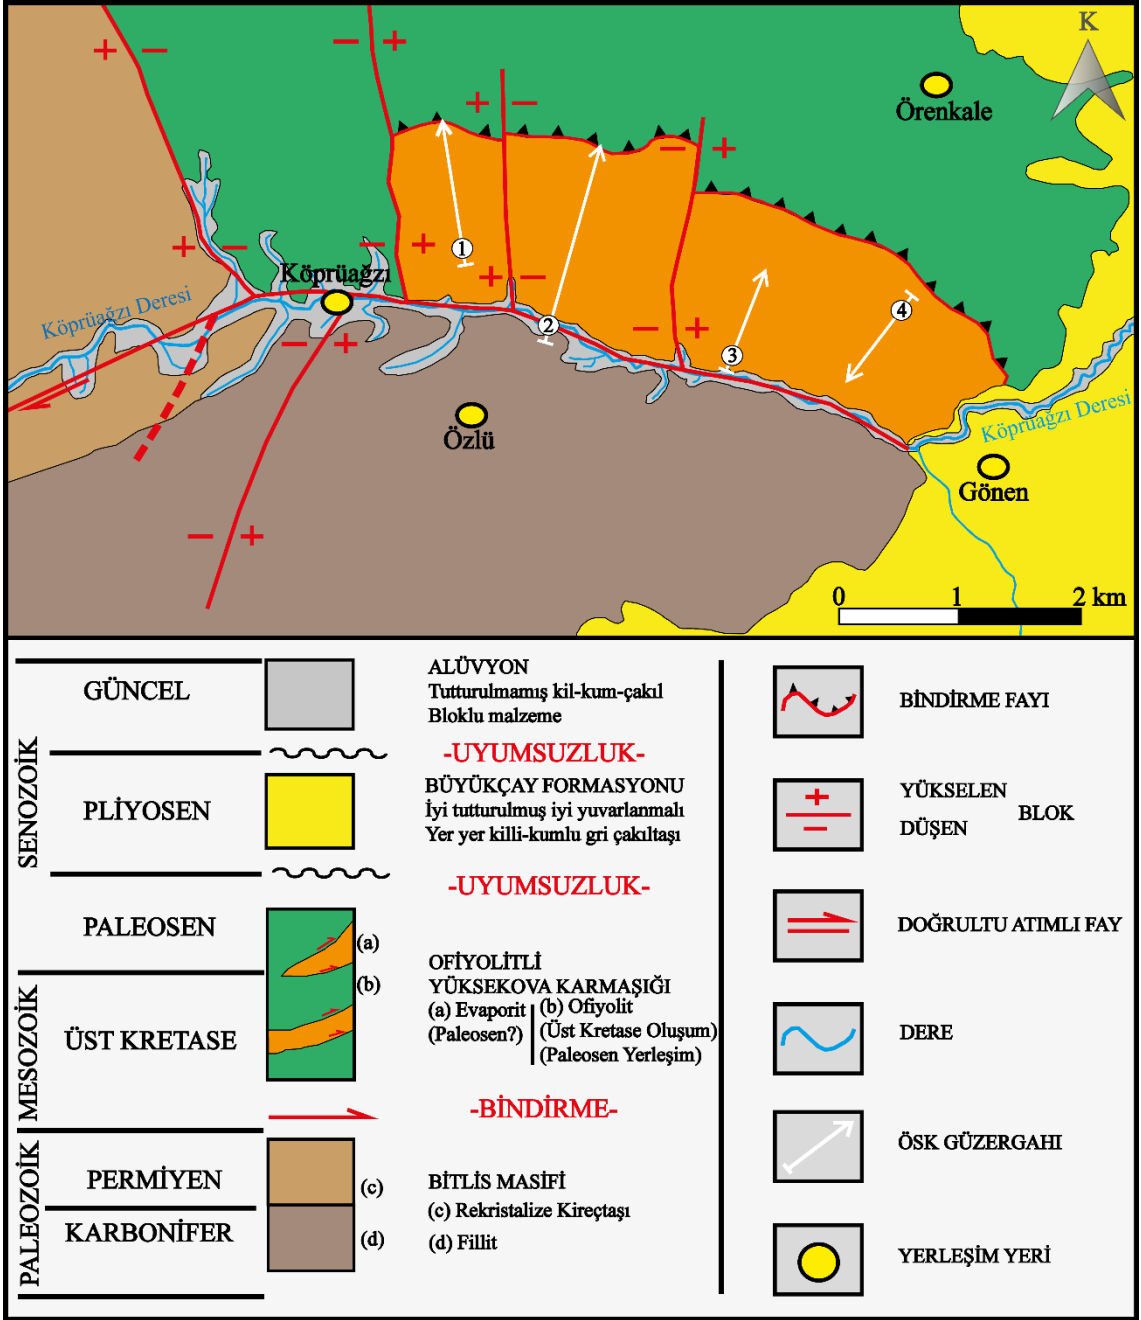 K
Örenkale
Köprüağzı
Köprüağzı Deresi
1
2
3
4
Özlü
Köprüağzı Deresi
Gönen
0 1 2 km
SENOZOİK
GÜNCEL
ALÜVYON
Tutturulmamış kil-kum-çakıl
Bloklu malzeme
-UYUMSUZLUK-
PLİYOSEN
BÜYÜKÇAY FORMASYONU
İyi tutturulmuş iyi yuvarlanmalı
Yer yer killi-kumlu gri çakıltaşı
-UYUMSUZLUK-
PALEOSEN
MESOZOİK
ÜST KRETASE
(a)
(b)
OFİYOLİTLİ
YÜKSEKOVA KARMAŞIĞI
(a) Evaporit
(Paleosen?)
(b) Ofiyolit
(Üst Kretase Oluşum)
(Paleosen Yerleşim)
-BİNDİRME-
PALEOZOİK
PERMİYEN
(c)
KARBONİFER
(d)
BİTLİS MASİFİ
(c) Rekristalize Kireçtaşı
(d) Fillit
BİNDİRME FAYI
YÜKSELEN
DÜŞEN
BLOK
DOĞRULTU ATIMLI FAY
DERE
ÖSK GÜZERGAHI
YERLEŞİM YERİ